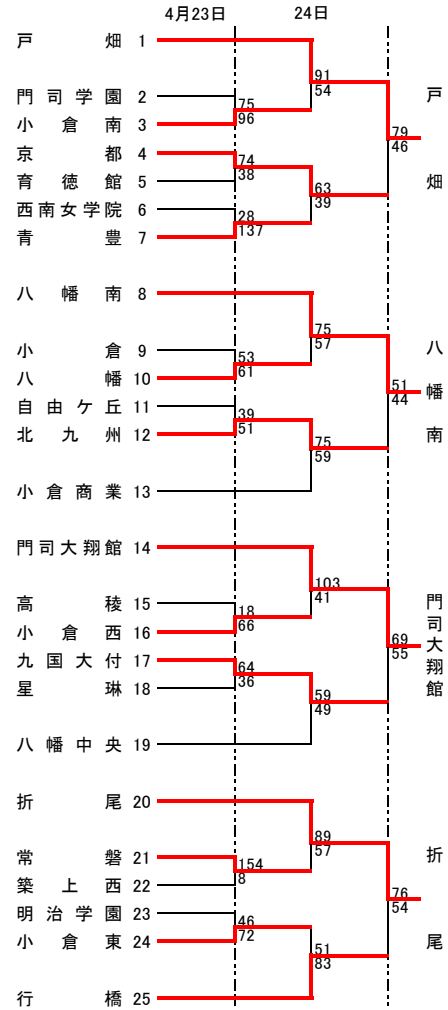 4月23日 24日
戸畑 1
91
門司学園 2
54
戸
75
小倉南 3
96
79
京都 4
46
74
育徳館 5
38
63
畑
西南女学院 6
39
28
青豊 7
137
八幡南 8
75
小倉 9
57
八
53
八幡 10
61
51
自由ケ丘 11
44
幡
39
北九州 12
51
75
南
59
小倉商業 13
門司大翔館 14
103
高稜 15
41
門司大翔館
18
小倉西 16
66
69
九国大付 17
55
64
星琳 18
36
59
49
八幡中央 19
折尾 20
89
常磐 21
57
折
154
築上西 22
8
76
明治学園 23
54
46
小倉東 24
72
51
尾
83
行橋 25